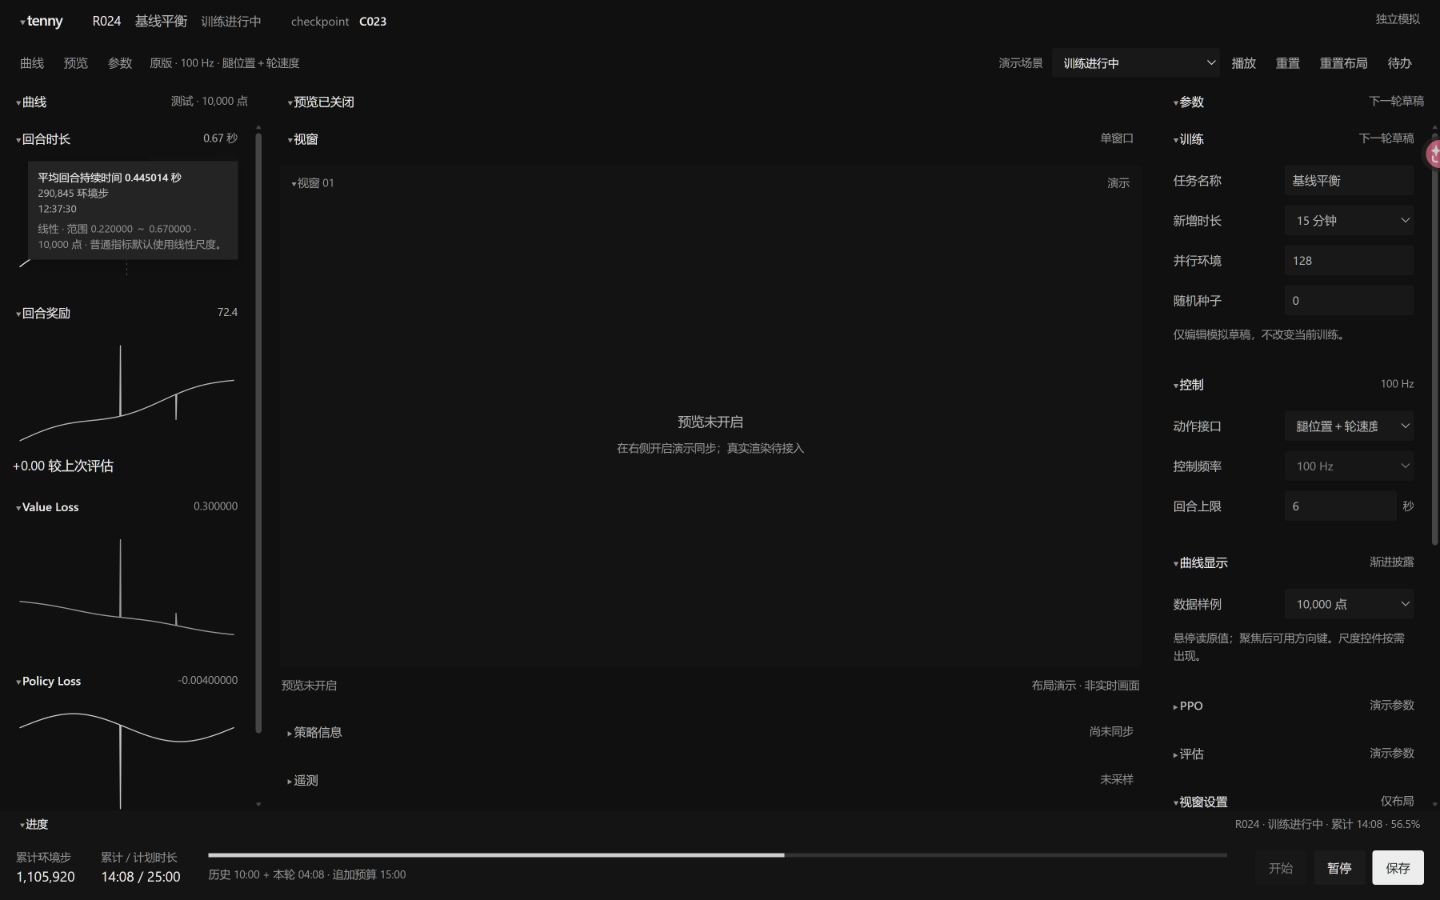 tenny R024 基线平衡 训练进行中 checkpoint C023 独立模拟
曲线 预览 参数 原版 · 100 Hz · 腿位置 + 轮速度 演示场景 训练进行中 播放 重置 重置布局 待办
曲线 测试 · 10,000 点
回合时长 0.67 秒
平均回合持续时间 0.445014 秒
290,845 环境步
12:37:30
线性 · 范围 0.220000 ~ 0.670000 ·
10,000 点 · 普通指标默认使用线性尺度。
回合奖励 72.4
+0.00 较上次评估
Value Loss 0.300000
Policy Loss -0.00400000
预览已关闭
视窗 单窗口
视窗 01 演示
预览未开启
在右侧开启演示同步；真实渲染待接入
预览未开启 布局演示 · 非实时画面
策略信息 尚未同步
遥测 未采样
参数 下一轮草稿
训练 下一轮草稿
任务名称 基线平衡
新增时长 15 分钟
并行环境 128
随机种子 0
仅编辑模拟草稿，不改变当前训练。
控制 100 Hz
动作接口 腿位置 + 轮速度
控制频率 100 Hz
回合上限 6 秒
曲线显示 渐进披露
数据样例 10,000 点
悬停读原值；聚焦后可用方向键。尺度控件按需
出现。
PPO 演示参数
评估 演示参数
视窗设置 仅布局
进度 R024 · 训练进行中 · 累计 14:08 · 56.5%
累计环境步 累计 / 计划时长
1,105,920 14:08 / 25:00 历史 10:00 + 本轮 04:08 · 追加预算 15:00 开始 暂停 保存